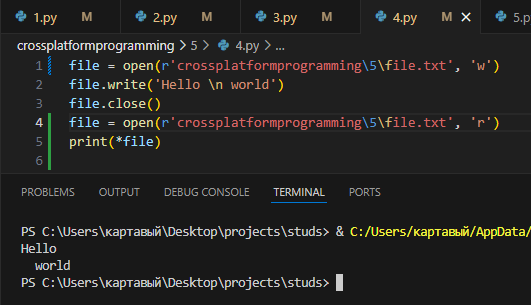 1.py M 2.py M 3.py M 4.py M 5.py
crossplatformprogramming > 5 > 4.py > ...
1 file = open(r'crossplatformprogramming\5\file.txt', 'w')
2 file.write('Hello \n world')
3 file.close()
4 file = open(r'crossplatformprogramming\5\file.txt', 'r')
5 print(*file)
6
PROBLEMS OUTPUT DEBUG CONSOLE TERMINAL PORTS
PS C:\Users\картавый\Desktop\projects\studs> & C:/Users/картавый/AppData/
Hello
  world
PS C:\Users\картавый\Desktop\projects\studs>